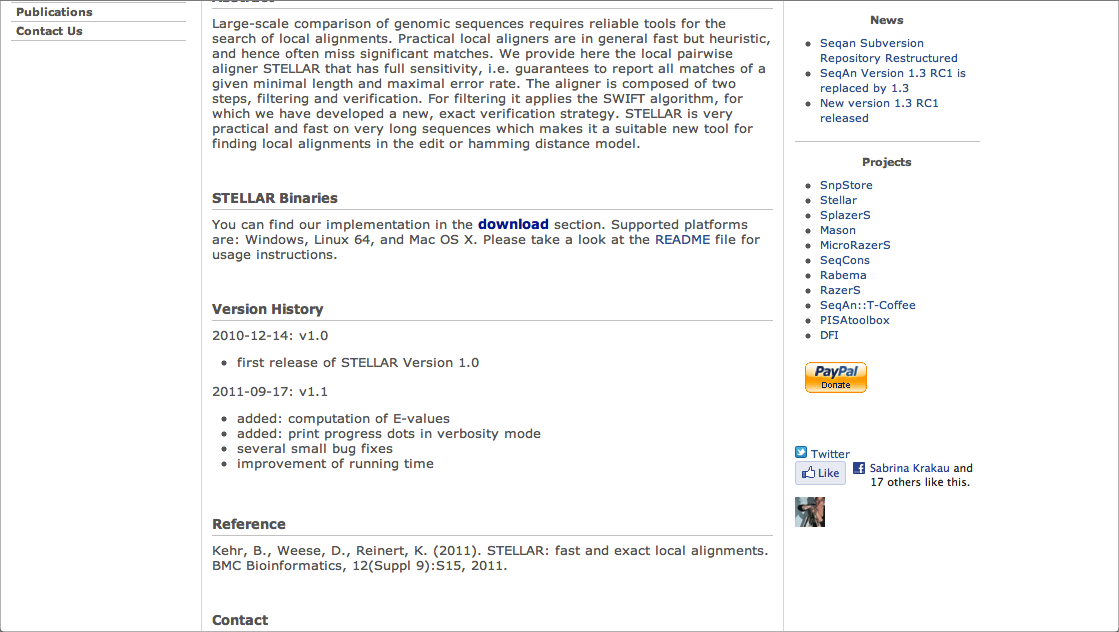 Publications
Contact Us
Abstract
Large-scale comparison of genomic sequences requires reliable tools for the
search of local alignments. Practical local aligners are in general fast but heuristic,
and hence often miss significant matches. We provide here the local pairwise
aligner STELLAR that has full sensitivity, i.e. guarantees to report all matches of a
given minimal length and maximal error rate. The aligner is composed of two
steps, filtering and verification. For filtering it applies the SWIFT algorithm, for
which we have developed a new, exact verification strategy. STELLAR is very
practical and fast on very long sequences which makes it a suitable new tool for
finding local alignments in the edit or hamming distance model.
STELLAR Binaries
You can find our implementation in the download section. Supported platforms
are: Windows, Linux 64, and Mac OS X. Please take a look at the README file for
usage instructions.
Version History
2010-12-14: v1.0
first release of STELLAR Version 1.0
2011-09-17: v1.1
added: computation of E-values
added: print progress dots in verbosity mode
several small bug fixes
improvement of running time
Reference
Kehr, B., Weese, D., Reinert, K. (2011). STELLAR: fast and exact local alignments.
BMC Bioinformatics, 12(Suppl 9):S15, 2011.
Contact
News
Seqan Subversion
Repository Restructured
SeqAn Version 1.3 RC1 is
replaced by 1.3
New version 1.3 RC1
released
Projects
SnpStore
Stellar
SplazerS
Mason
MicroRazerS
SeqCons
Rabema
RazerS
SeqAn::T-Coffee
PISAtoolbox
DFI
PayPal
Donate
Twitter
Like
Sabrina Krakau and
17 others like this.